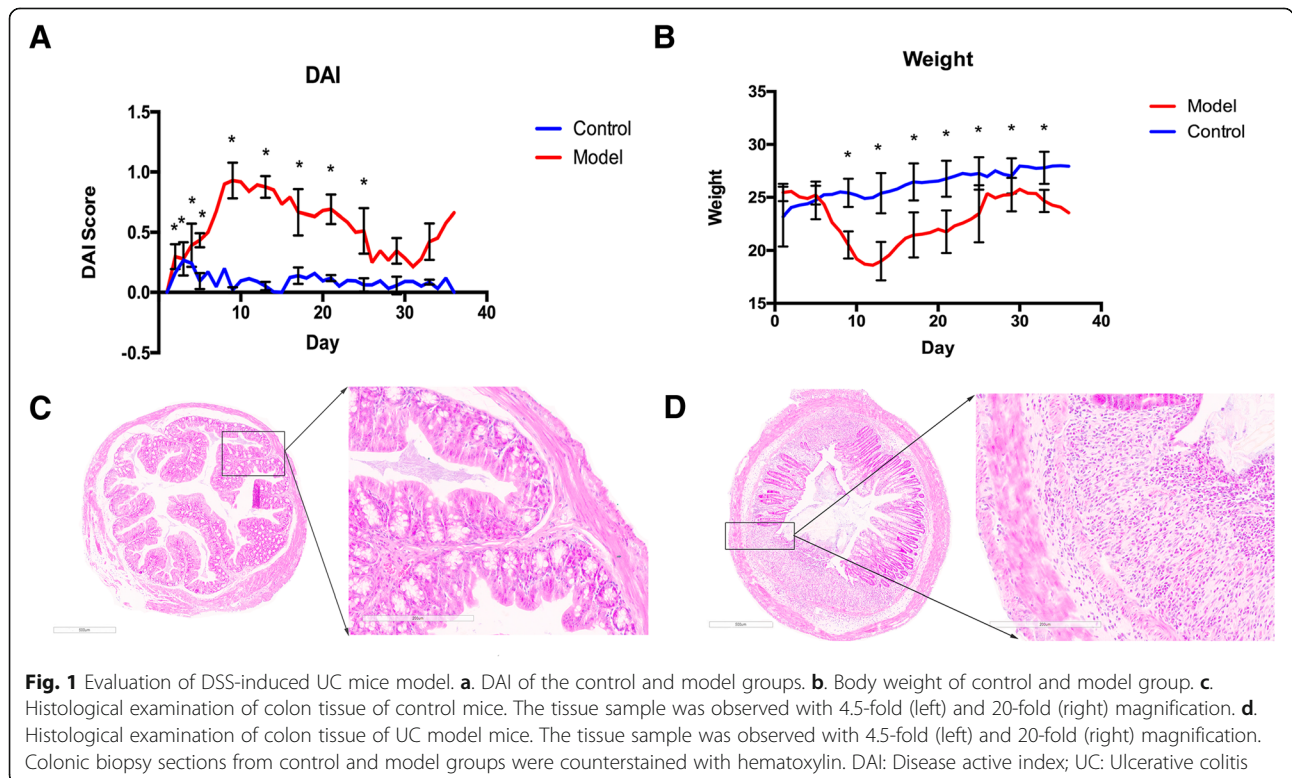 A
DAI
1.5
1.0
0.5
0.0
-0.5
DAI Score
* * * * * * * * *
10 20 30 40
Day
Control
Model
B
Weight
35
30
25
20
15
Weight
* * * * * * *
0 10 20 30 40
Day
Model
Control
C
500um
200um
D
500um
200um
Fig. 1 Evaluation of DSS-induced UC mice model. a. DAI of the control and model groups. b. Body weight of control and model group. c.
Histological examination of colon tissue of control mice. The tissue sample was observed with 4.5-fold (left) and 20-fold (right) magnification. d.
Histological examination of colon tissue of UC model mice. The tissue sample was observed with 4.5-fold (left) and 20-fold (right) magnification.
Colonic biopsy sections from control and model groups were counterstained with hematoxylin. DAI: Disease active index; UC: Ulcerative colitis